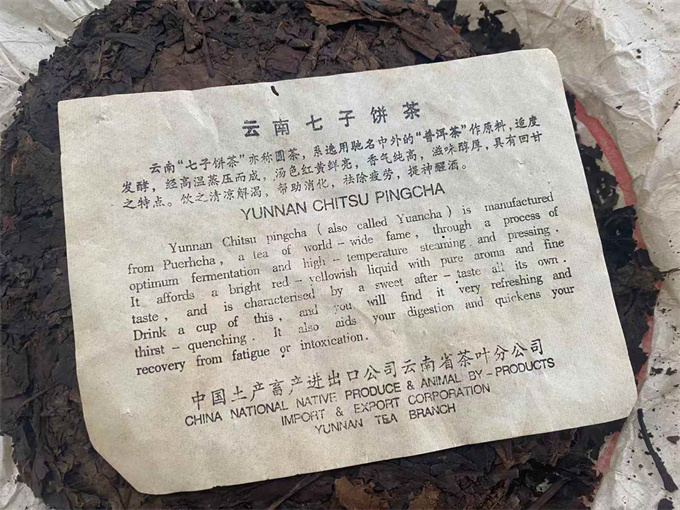 云南七子饼茶
云南“七子饼茶”亦称圆茶，系选用驰名中外的“普洱茶”作原料，适度
发酵，经高温蒸压而成，汤色红黄鲜亮，香气纯高，滋味醇厚，具有回甘
之特点。饮之清凉解渴，帮助消化，祛除疲劳，提神醒酒。
YUNNAN CHITSU PINGCHA
Yunnan Chitsu pingcha (also called Yuancha) is manufactured
from Puerhcha, a tea of world-wide fame, through a process of
optimum fermentation and high-temperature steaming and pressing.
It affords a bright red-yellowish liquid with pure aroma and fine
taste, and is characterised by a sweet after-taste all its own.
Drink a cup of this, and you will find it very refreshing and
thirst-quenching. It also aids your digestion and quickens your
recovery from fatigue or intoxication.
中国土产畜产进出口公司云南省茶叶分公司
CHINA NATIONAL NATIVE PRODUCE & ANIMAL BY-PRODUCTS
IMPORT & EXPORT CORPORATION
YUNNAN TEA BRANCH